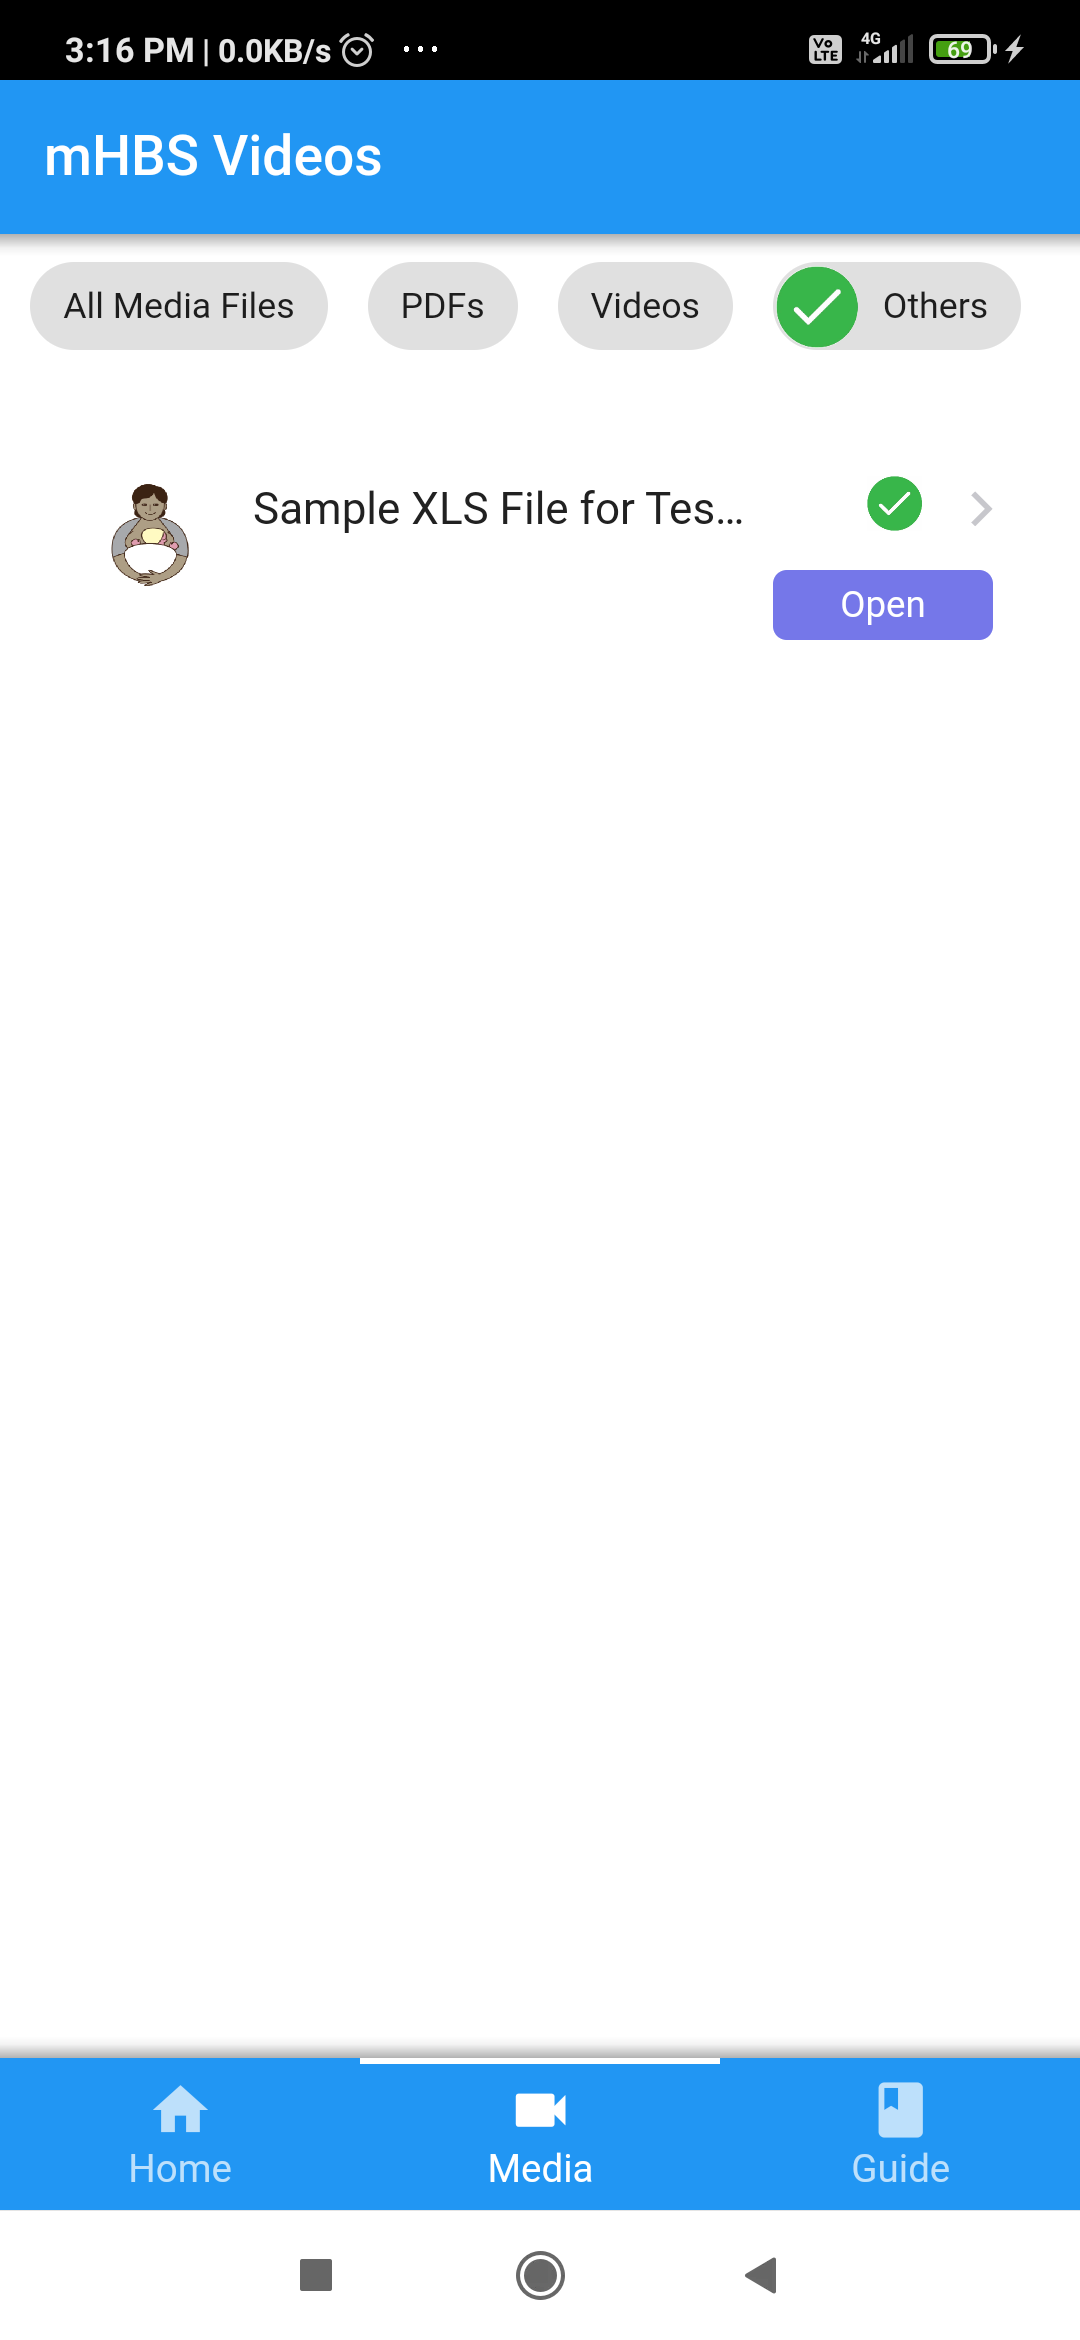 3:16 PM | 0.0KB/s ... Vo LTE 4G 69
mHBS Videos
All Media Files PDFs Videos Others
Sample XLS File for Tes...
Open
Home Media Guide